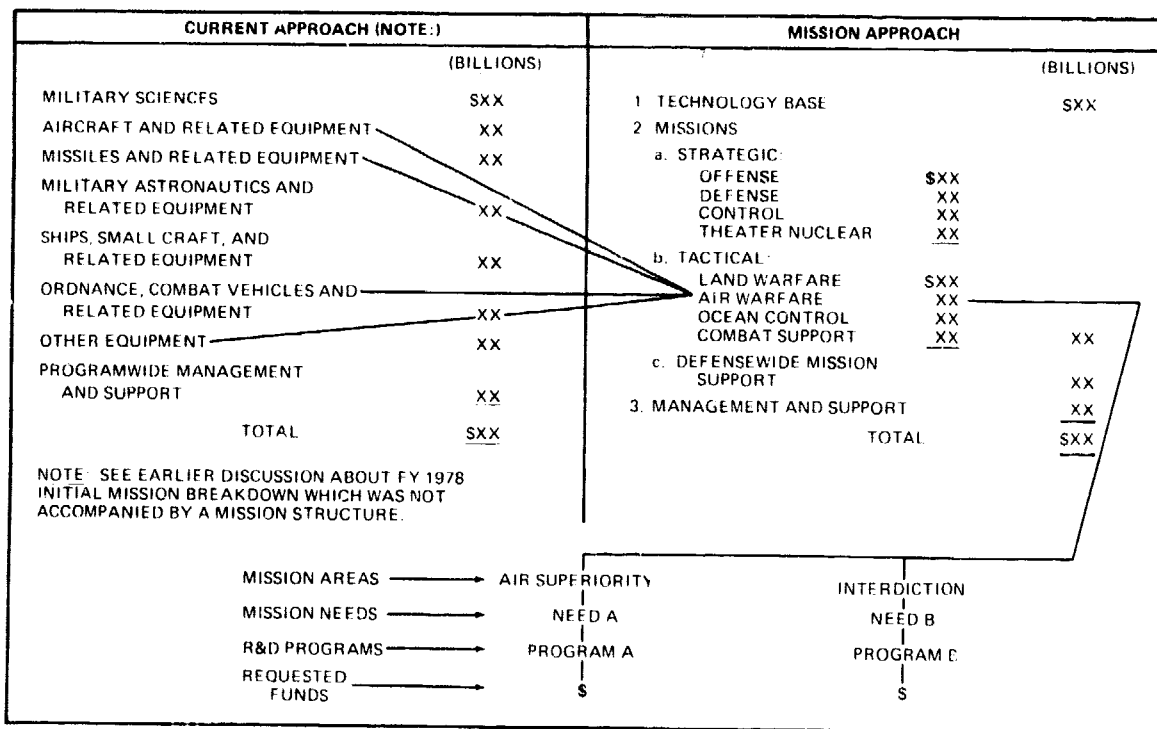 CURRENT APPROACH (NOTE:)
(BILLIONS)
MILITARY SCIENCES $XX
AIRCRAFT AND RELATED EQUIPMENT XX
MISSILES AND RELATED EQUIPMENT XX
MILITARY ASTRONAUTICS AND
RELATED EQUIPMENT XX
SHIPS, SMALL CRAFT, AND
RELATED EQUIPMENT XX
ORDNANCE, COMBAT VEHICLES AND
RELATED EQUIPMENT XX
OTHER EQUIPMENT XX
PROGRAMWIDE MANAGEMENT
AND SUPPORT XX
TOTAL $XX
NOTE: SEE EARLIER DISCUSSION ABOUT FY 1978
INITIAL MISSION BREAKDOWN WHICH WAS NOT
ACCOMPANIED BY A MISSION STRUCTURE.
MISSION APPROACH
(BILLIONS)
1 TECHNOLOGY BASE $XX
2 MISSIONS
a. STRATEGIC:
OFFENSE $XX
DEFENSE XX
CONTROL XX
THEATER NUCLEAR XX
b. TACTICAL:
LAND WARFARE $XX
AIR WARFARE XX
OCEAN CONTROL XX
COMBAT SUPPORT XX XX
c. DEFENSEWIDE MISSION
SUPPORT XX
3. MANAGEMENT AND SUPPORT XX
TOTAL $XX
MISSION AREAS AIR SUPERIORITY INTERDICTION
MISSION NEEDS NEED A NEED B
R&D PROGRAMS PROGRAM A PROGRAM
REQUESTED
FUNDS $ $